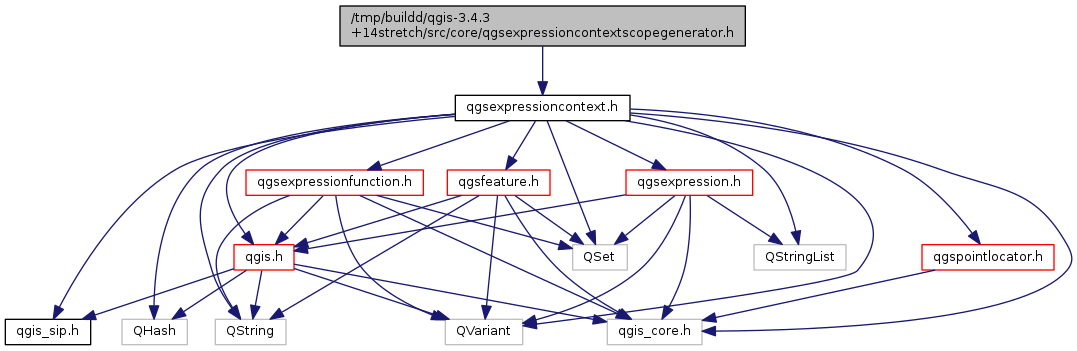 /tmp/buildd/qgis-3.4.3
+14stretch/src/core/qgsexpressioncontextscopegenerator.h
qgsexpressioncontext.h
qgsexpressionfunction.h
qgsfeature.h
qgsexpression.h
qgis.h
QSet
QStringList
qgspointlocator.h
qgis_sip.h
QHash
QString
QVariant
qgis_core.h